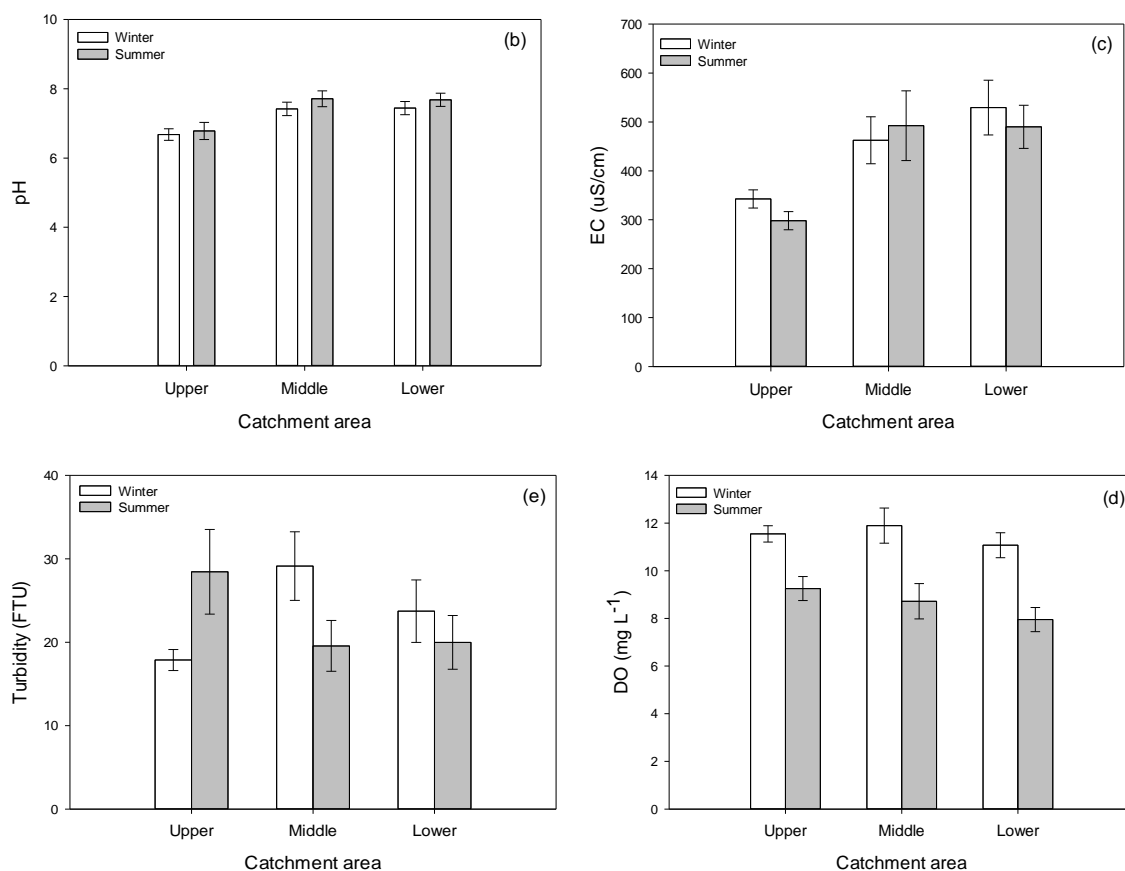 (b)
Winter
Summer
10
8
6
4
2
0
pH
Upper Middle Lower
Catchment area
(c)
Winter
Summer
700
600
500
400
300
200
100
0
EC (uS/cm)
Upper Middle Lower
Catchment area
(e)
Winter
Summer
40
30
20
10
0
Turbidity (FTU)
Upper Middle Lower
Catchment area
(d)
Winter
Summer
14
12
10
8
6
4
2
0
DO (mg L⁻¹)
Upper Middle Lower
Catchment area